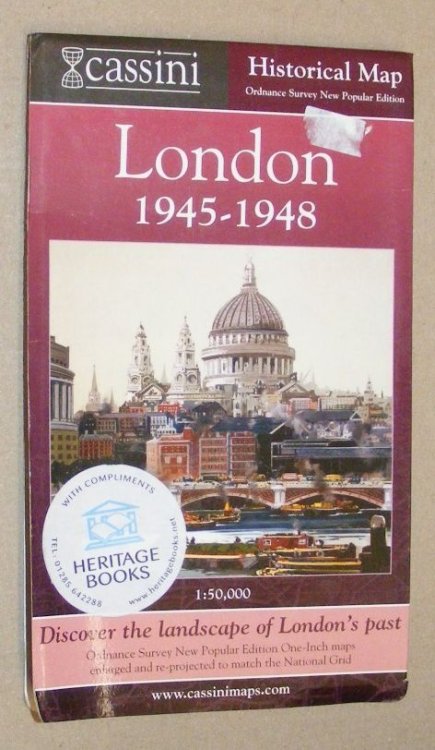 cassini
Historical Map
Ordnance Survey New Popular Edition
London
1945-1948
WITH COMPLIMENTS
HERITAGE
BOOKS
TEL: 01285 642288
www.heritagebooks.net
1:50,000
Discover the landscape of London's past
Ordnance Survey New Popular Edition One-Inch maps
enlarged and re-projected to match the National Grid
www.cassinimaps.com